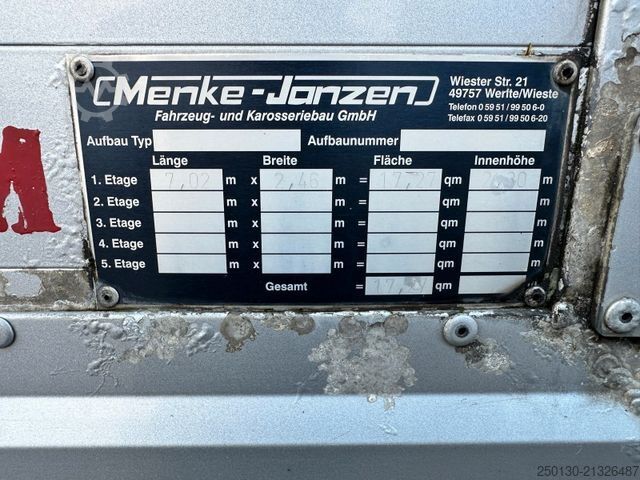 Menke-Janzen
Fahrzeug- und Karosseriebau GmbH
Wiester Str. 21
49757 Werlte/Wieste
Telefon 0 59 51 / 99 50 6-0
Telefax 0 59 51 / 99 50 6-20
Aufbau Typ Aufbaunummer
Länge Breite Fläche Innenhöhe
1. Etage 7,02 m x 2,46 m = 17,27 qm m
2. Etage m x m = qm m
3. Etage m x m = qm m
4. Etage m x m = qm m
5. Etage m x m = qm m
Gesamt = qm
250130-21326487